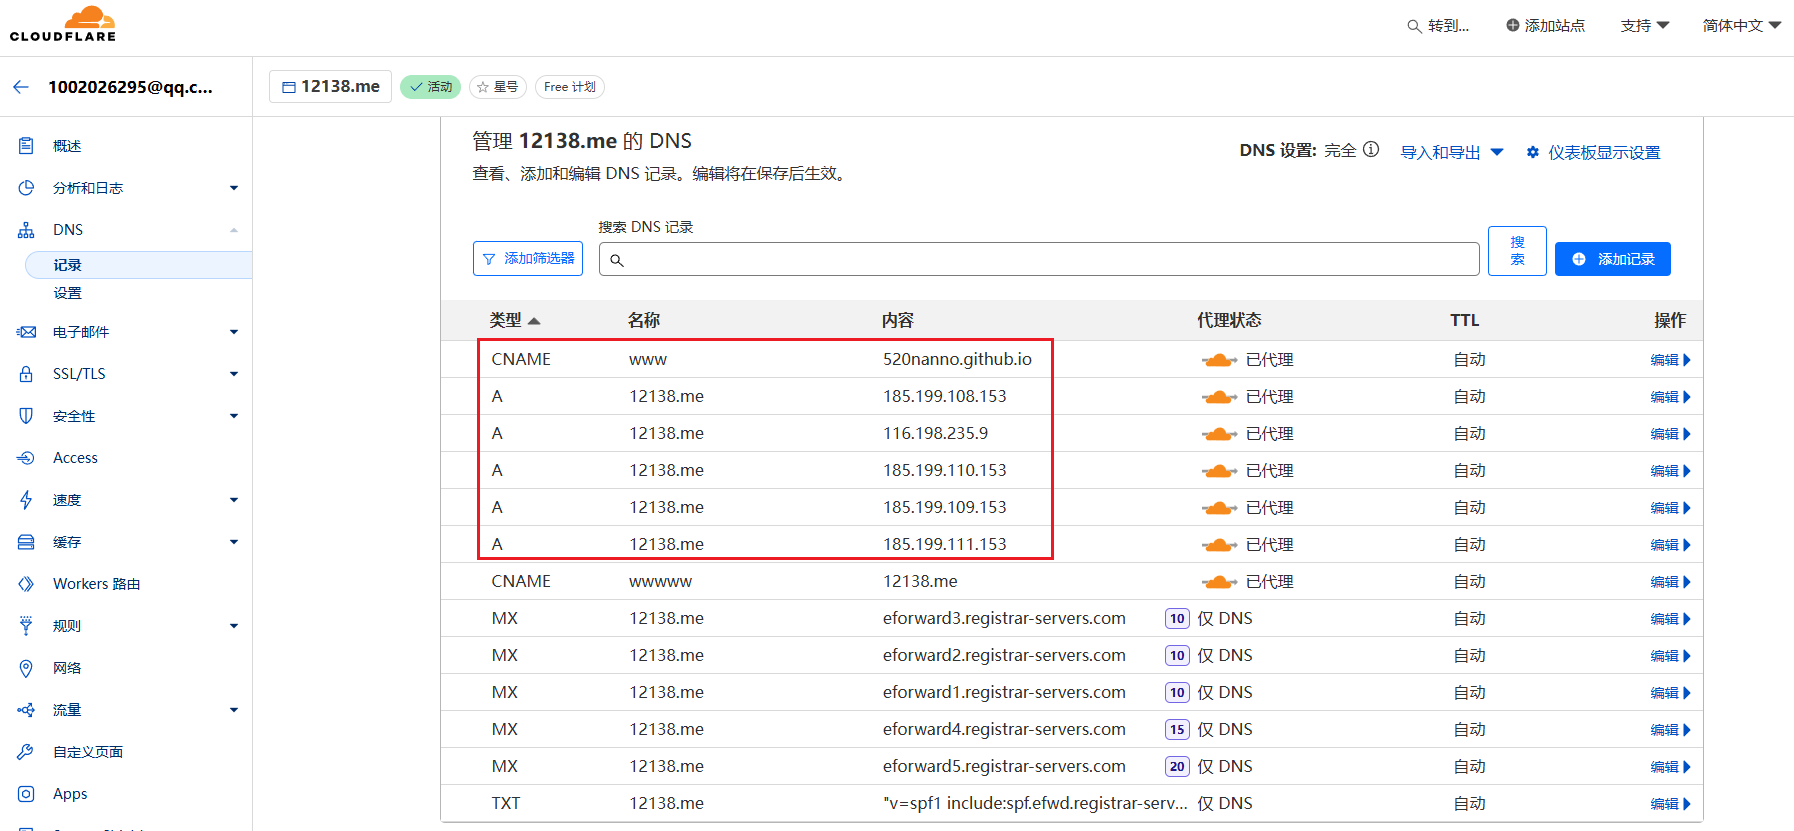 CLOUDFLARE
转到...
添加站点
支持
简体中文
1002026295@qq.c...
12138.me
活动
星号
Free 计划
概述
分析和日志
DNS
记录
设置
电子邮件
SSL/TLS
安全性
Access
速度
缓存
Workers 路由
规则
网络
流量
自定义页面
Apps
管理 12138.me 的 DNS
查看、添加和编辑 DNS 记录。编辑将在保存后生效。
DNS 设置: 完全
导入和导出
仪表板显示设置
添加筛选器
搜索 DNS 记录
搜
索
添加记录
类型 名称 内容 代理状态 TTL 操作
CNAME www 520nanno.github.io 已代理 自动 编辑
A 12138.me 185.199.108.153 已代理 自动 编辑
A 12138.me 116.198.235.9 已代理 自动 编辑
A 12138.me 185.199.110.153 已代理 自动 编辑
A 12138.me 185.199.109.153 已代理 自动 编辑
A 12138.me 185.199.111.153 已代理 自动 编辑
CNAME wwwww 12138.me 已代理 自动 编辑
MX 12138.me eforward3.registrar-servers.com 10 仅 DNS 自动 编辑
MX 12138.me eforward2.registrar-servers.com 10 仅 DNS 自动 编辑
MX 12138.me eforward1.registrar-servers.com 10 仅 DNS 自动 编辑
MX 12138.me eforward4.registrar-servers.com 15 仅 DNS 自动 编辑
MX 12138.me eforward5.registrar-servers.com 20 仅 DNS 自动 编辑
TXT 12138.me "v=spf1 include:spf.efwd.registrar-serv... 仅 DNS 自动 编辑